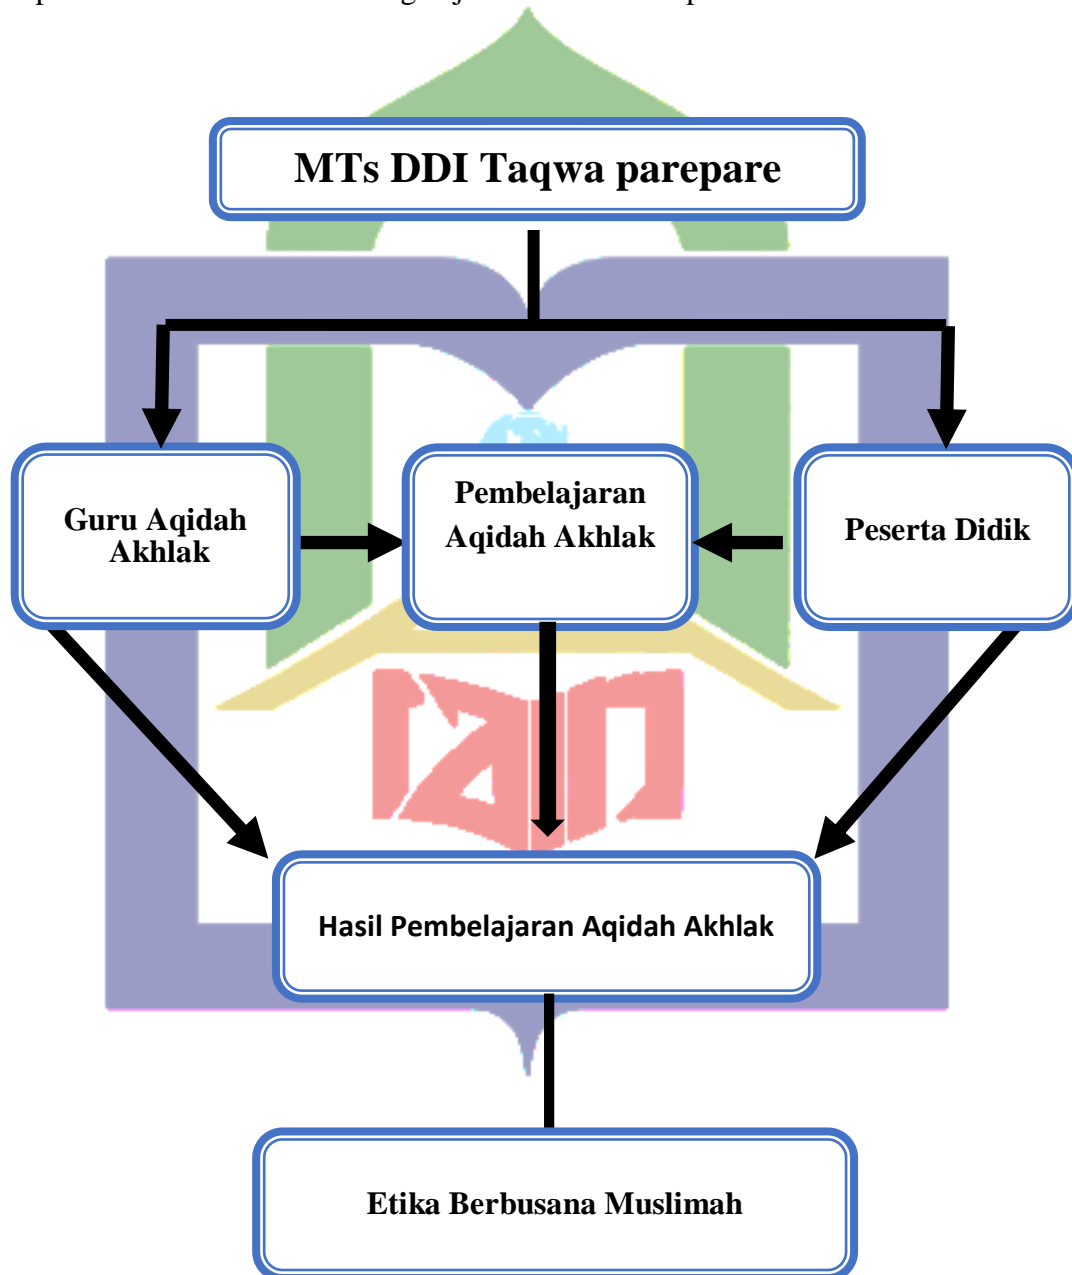 MTs DDI Taqwa parepare
Guru Aqidah
Akhlak
Pembelajaran
Aqidah Akhlak
Peserta Didik
Hasil Pembelajaran Aqidah Akhlak
Etika Berbusana Muslimah